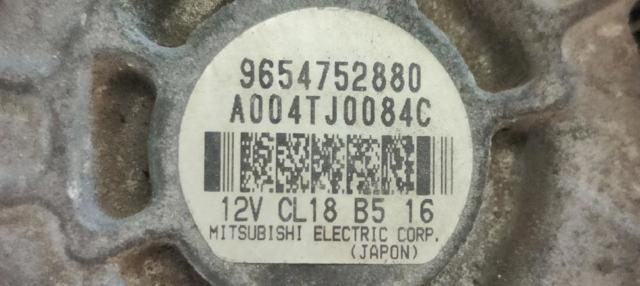 9654752880
A004TJ0084C
12V CL18 B5 16
MITSUBISHI ELECTRIC CORP.
(JAPON)